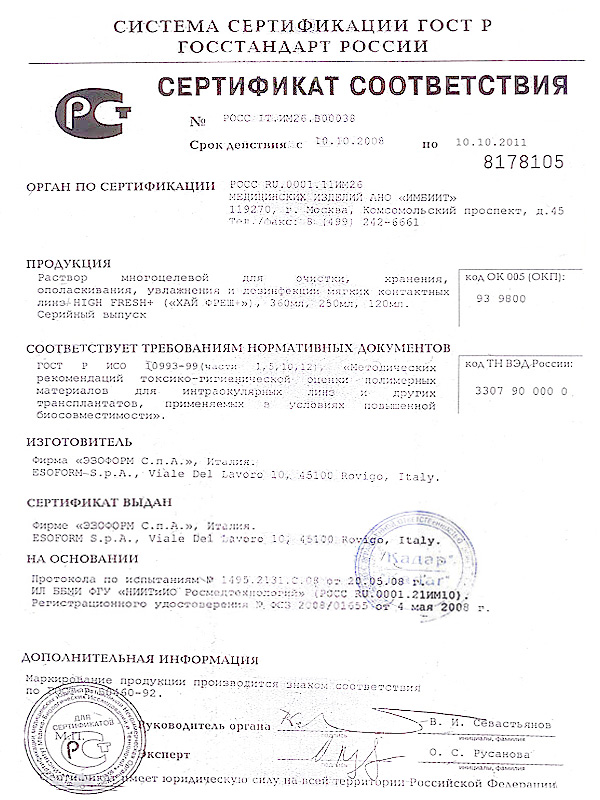 СИСТЕМА СЕРТИФИКАЦИИ ГОСТ Р
ГОССТАНДАРТ РОССИИ
РСТ
СЕРТИФИКАТ СООТВЕТСТВИЯ
№ РОСС IT.ИМ26.В00038
Срок действия с 10.10.2008 по 10.10.2011
8178105
ОРГАН ПО СЕРТИФИКАЦИИ РОСС RU.0001.11ИМ26
МЕДИЦИНСКИХ ИЗДЕЛИЙ АНО «ИМБИИТ»
119270, г. Москва, Комсомольский проспект, д.45
Тел./факс: 8 (499) 242-6661
ПРОДУКЦИЯ
Раствор многоцелевой для очистки, хранения,
ополаскивания, увлажнения и дезинфекции мягких контактных
линз HIGH FRESH+ («ХАЙ ФРЕШ+»), 360мл, 250мл, 120мл.
Серийный выпуск
код ОК 005 (ОКП):
93 9800
СООТВЕТСТВУЕТ ТРЕБОВАНИЯМ НОРМАТИВНЫХ ДОКУМЕНТОВ
ГОСТ Р ИСО 10993-99(части 1,5,10,12), «Методических
рекомендаций токсико-гигиенической оценки полимерных
материалов для интраокулярных линз и других
трансплантатов, применяемых в условиях повышенной
биосовместимости».
код ТН ВЭД России:
3307 90 000 0
ИЗГОТОВИТЕЛЬ
Фирма «ЭЗОФОРМ С.п.А.», Италия.
ESOFORM S.p.A., Viale Del Lavoro 10, 45100 Rovigo, Italy.
СЕРТИФИКАТ ВЫДАН
Фирме «ЭЗОФОРМ С.п.А.», Италия.
ESOFORM S.p.A., Viale Del Lavoro 10, 45100 Rovigo, Italy.
НА ОСНОВАНИИ
Протокола по испытаниям № 1495.2131.С.08 от 20.05.08 г.
ИЛ ВБМИ ФГУ «НИИТиИО Росмедтехнологий» (РОСС RU.0001.21ИМ10).
Регистрационного удостоверения № ФСЗ 2008/01655 от 4 мая 2008 г.
"Кадар"
ДОПОЛНИТЕЛЬНАЯ ИНФОРМАЦИЯ
Маркирование продукции производится знаком соответствия
по ГОСТ Р 50460-92.
ДЛЯ
СЕРТИФИКАТОВ
М.П.
РСТ
Руководитель органа
В. И. Севастьянов
инициалы, фамилия
Эксперт
подпись
О. С. Русанова
инициалы, фамилия
Сертификат имеет юридическую силу на всей территории Российской Федерации